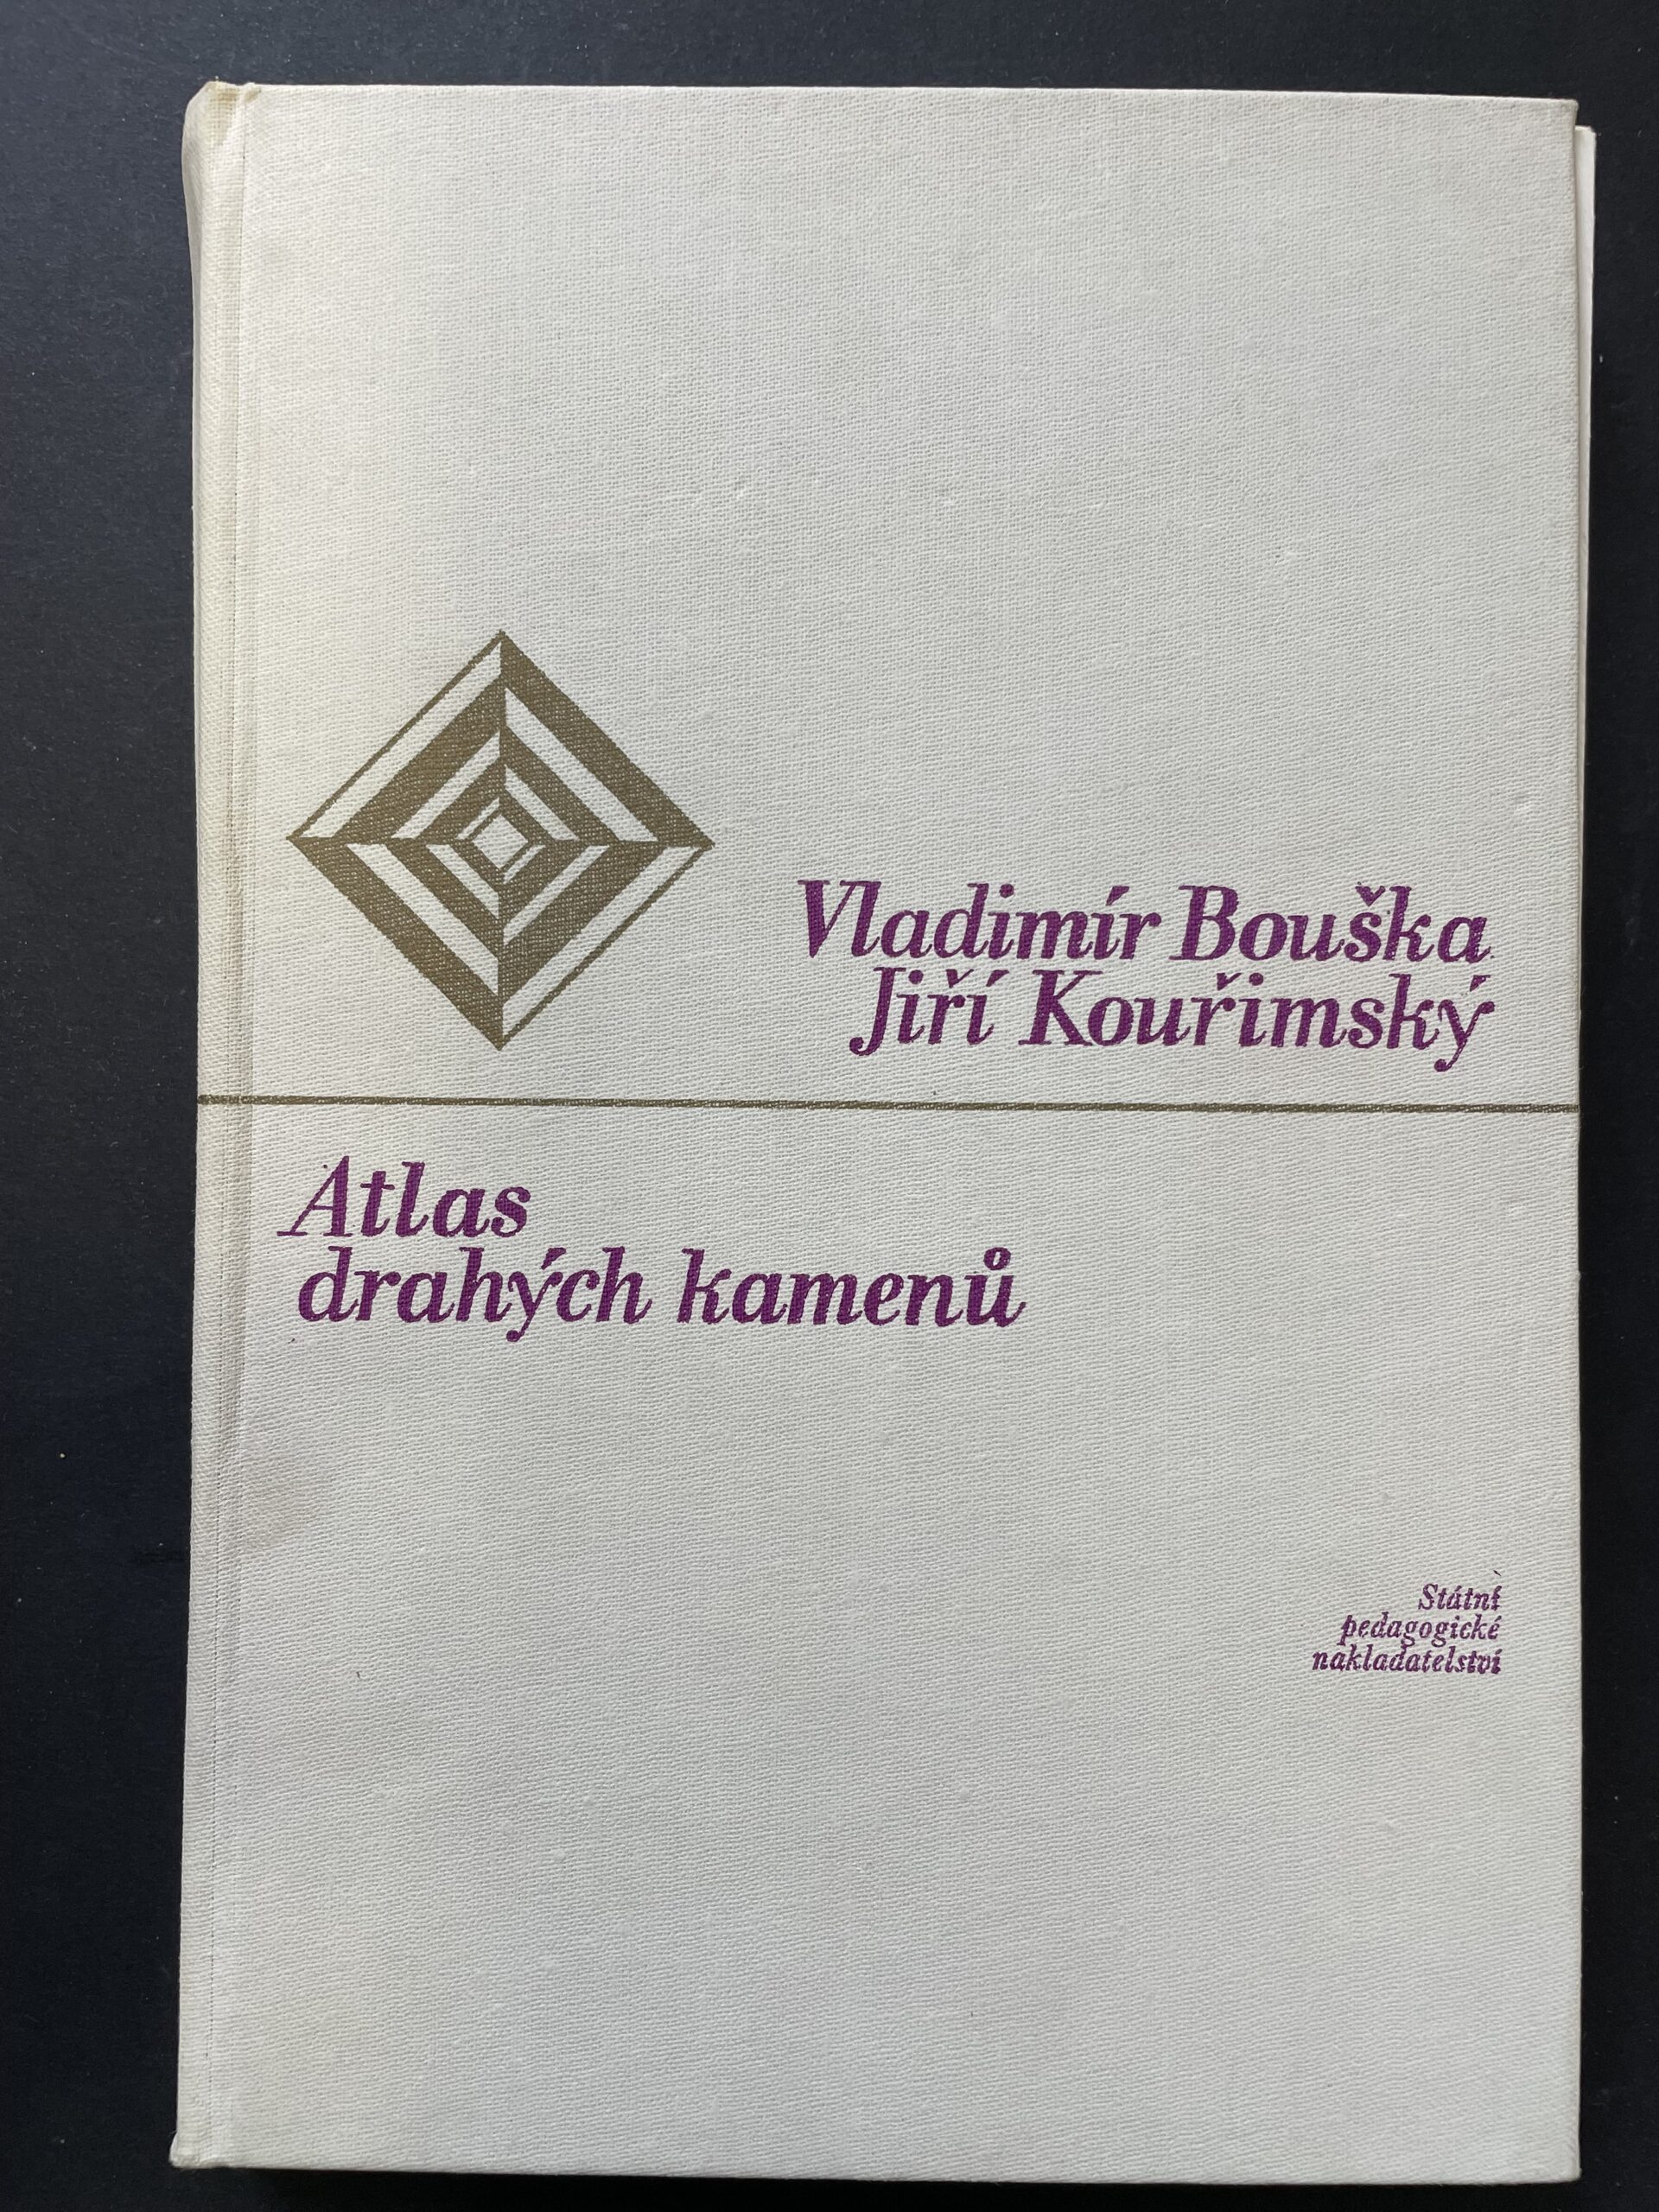 Vladimír Bouška
Jiří Kouřimský
Atlas
drahých kamenů
Státní
pedagogické
nakladatelství